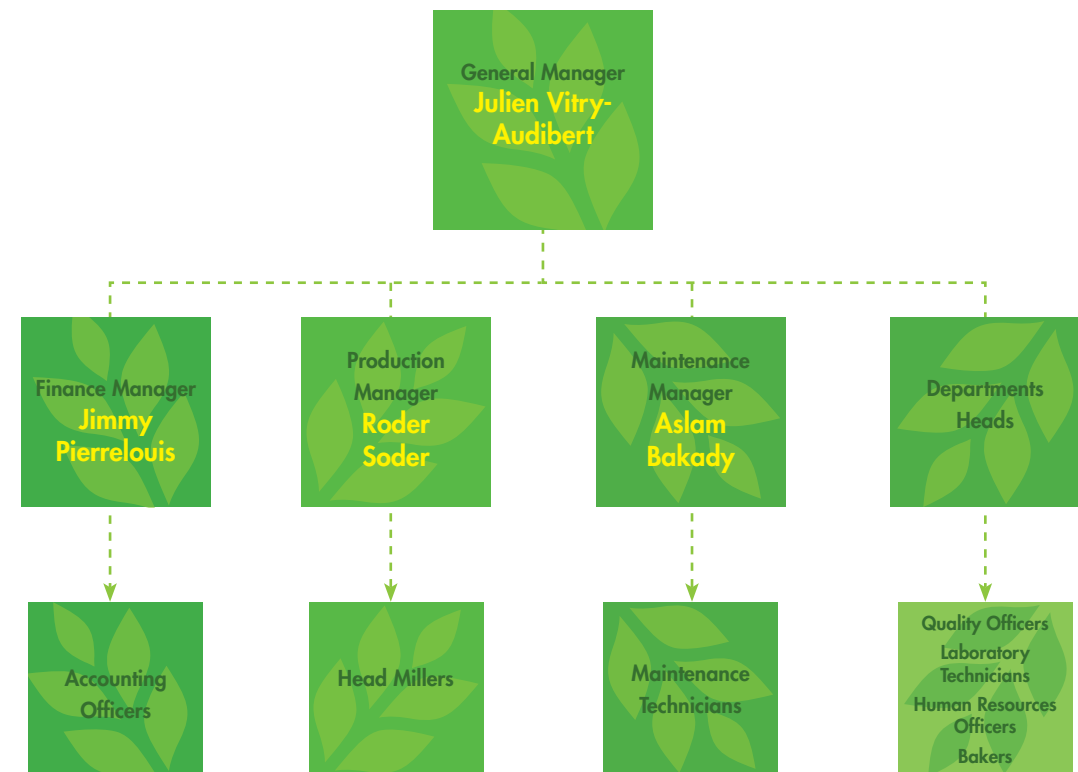 General Manager
Julien Vitry-
Audibert
Finance Manager
Jimmy
Pierrelouis
Production
Manager
Roder
Soder
Maintenance
Manager
Aslam
Bakady
Departments
Heads
Accounting
Officers
Head Millers
Maintenance
Technicians
Quality Officers
Laboratory
Technicians
Human Resources
Officers
Bakers